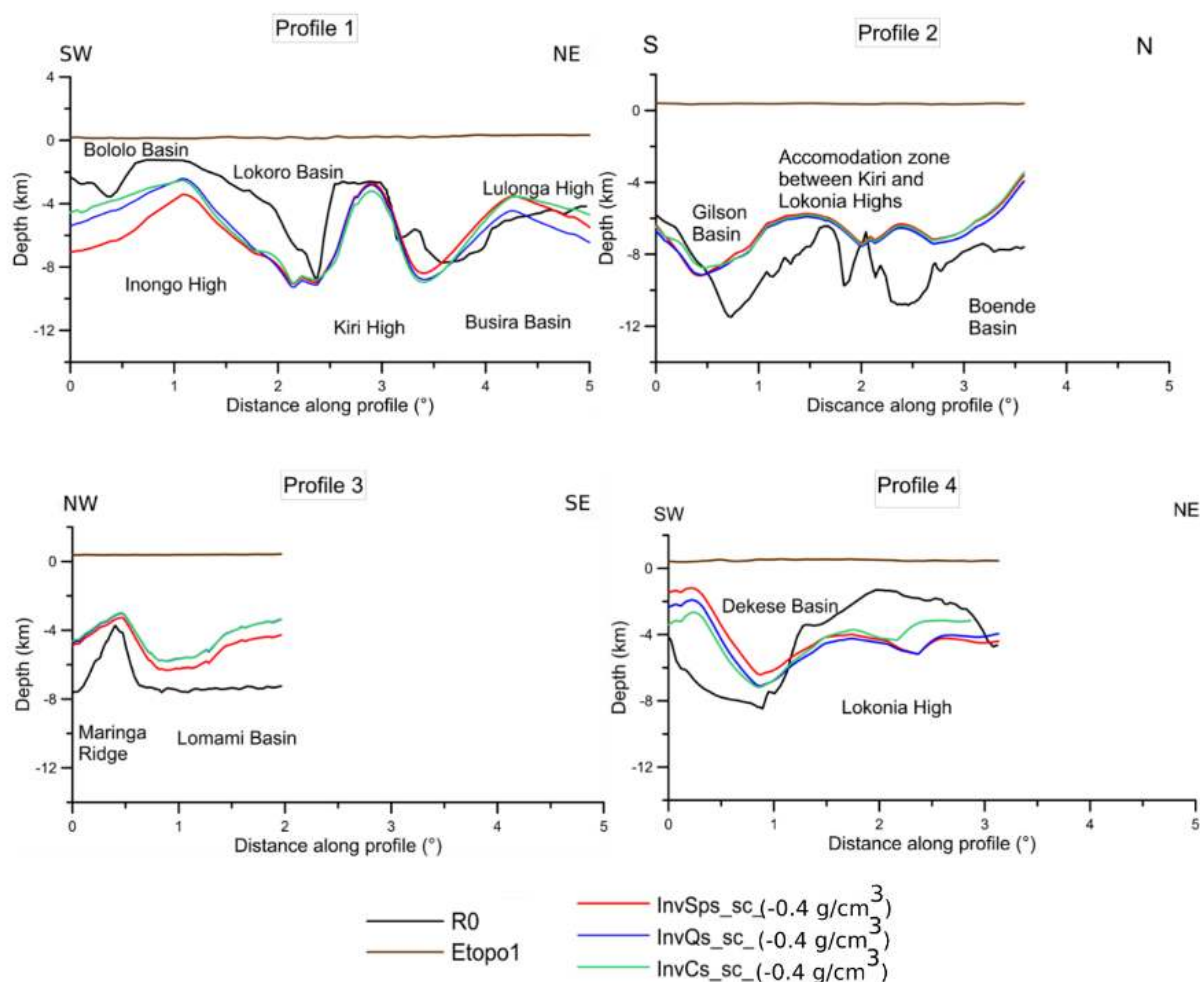 Profile 1
SW
NE
4
0
-4
-8
-12
Depth (km)
Bololo Basin
Lokoro Basin
Lulonga High
Inongo High
Kiri High
Busira Basin
0 1 2 3 4 5
Distance along profile (°)
Profile 2
S
N
0
-4
-8
-12
Depth (km)
Accomodation zone
between Kiri and
Lokonia Highs
Gilson
Basin
Boende
Basin
0 1 2 3 4 5
Discance along profile (°)
Profile 3
NW
SE
0
-4
-8
-12
Depth (km)
Maringa
Ridge
Lomami Basin
0 1 2 3 4 5
Distance along profile (°)
Profile 4
SW
NE
0
-4
-8
-12
Depth (km)
Dekese Basin
Lokonia High
0 1 2 3 4 5
Distance along profile (°)
R0
Etopo1
InvSps_sc_(-0.4 g/cm³)
InvQs_sc_(-0.4 g/cm³)
InvCs_sc_(-0.4 g/cm³)